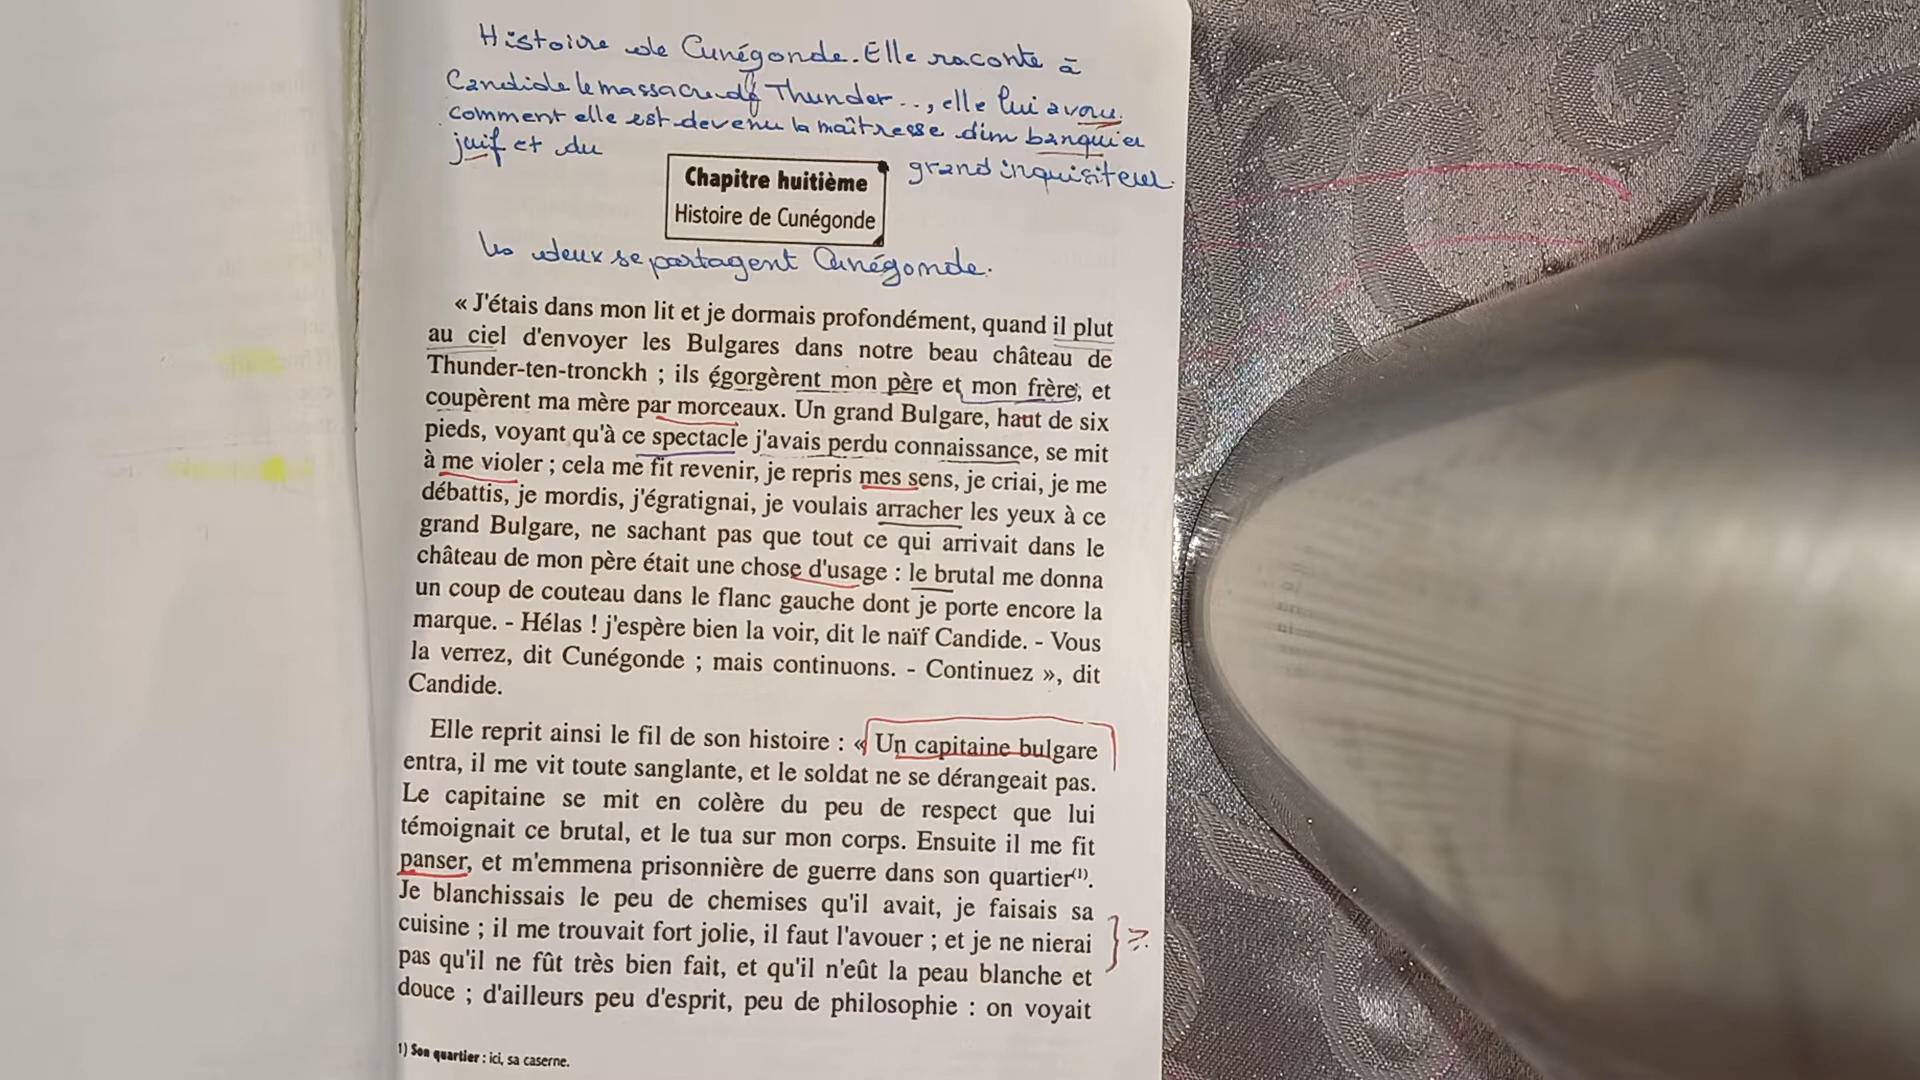 Histoire de Cunégonde. Elle raconte à
Candide le massacre de Thunder.., elle lui avoue
comment elle est devenu la maîtresse d'un banquier
juif et du
grand inquisiteur.
Chapitre huitième
Histoire de Cunégonde
les deux se partagent Cunégonde.
« J'étais dans mon lit et je dormais profondément, quand il plut
au ciel d'envoyer les Bulgares dans notre beau château de
Thunder-ten-tronckh ; ils égorgèrent mon père et mon frère, et
coupèrent ma mère par morceaux. Un grand Bulgare, haut de six
pieds, voyant qu'à ce spectacle j'avais perdu connaissance, se mit
à me violer ; cela me fit revenir, je repris mes sens, je criai, je me
débattis, je mordis, j'égratignai, je voulais arracher les yeux à ce
grand Bulgare, ne sachant pas que tout ce qui arrivait dans le
château de mon père était une chose d'usage : le brutal me donna
un coup de couteau dans le flanc gauche dont je porte encore la
marque. - Hélas ! j'espère bien la voir, dit le naïf Candide. - Vous
la verrez, dit Cunégonde ; mais continuons. - Continuez », dit
Candide.
Elle reprit ainsi le fil de son histoire : « Un capitaine bulgare
entra, il me vit toute sanglante, et le soldat ne se dérangeait pas.
Le capitaine se mit en colère du peu de respect que lui
témoignait ce brutal, et le tua sur mon corps. Ensuite il me fit
panser, et m'emmena prisonnière de guerre dans son quartier(1).
Je blanchissais le peu de chemises qu'il avait, je faisais sa
cuisine ; il me trouvait fort jolie, il faut l'avouer ; et je ne nierai
pas qu'il ne fût très bien fait, et qu'il n'eût la peau blanche et
douce ; d'ailleurs peu d'esprit, peu de philosophie : on voyait
1) Son quartier : ici, sa caserne.